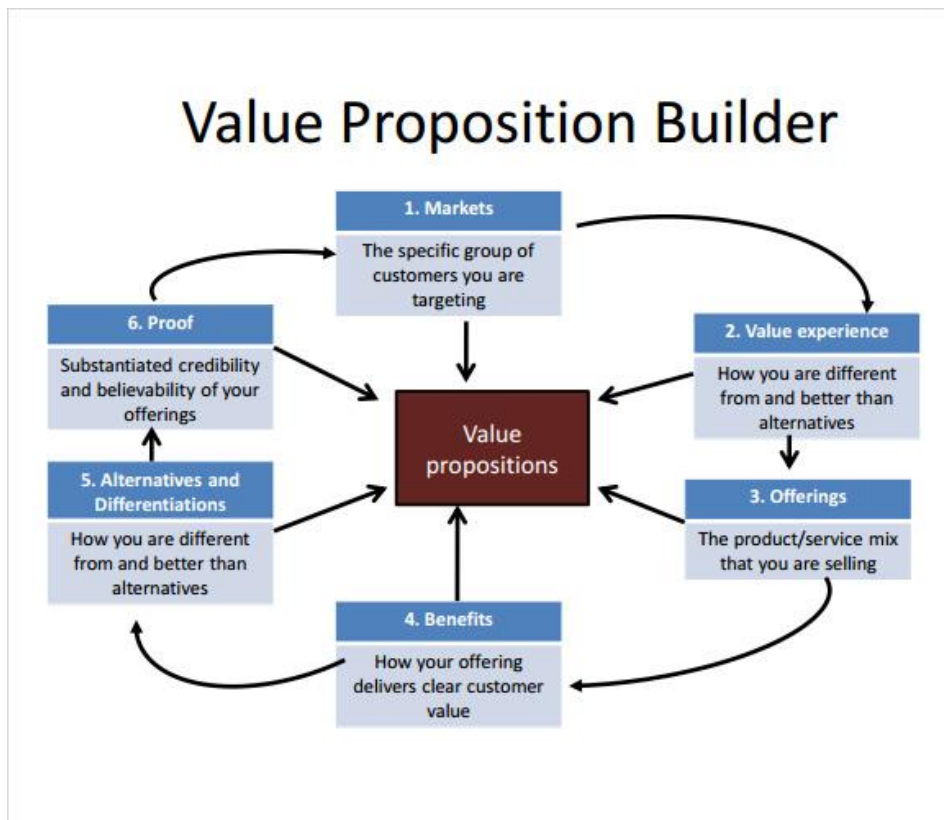 Value Proposition Builder
1. Markets
The specific group of
customers you are
targeting
2. Value experience
How you are different
from and better than
alternatives
3. Offerings
The product/service mix
that you are selling
4. Benefits
How your offering
delivers clear customer
value
5. Alternatives and
Differentiations
How you are different
from and better than
alternatives
6. Proof
Substantiated credibility
and believability of your
offerings
Value
propositions